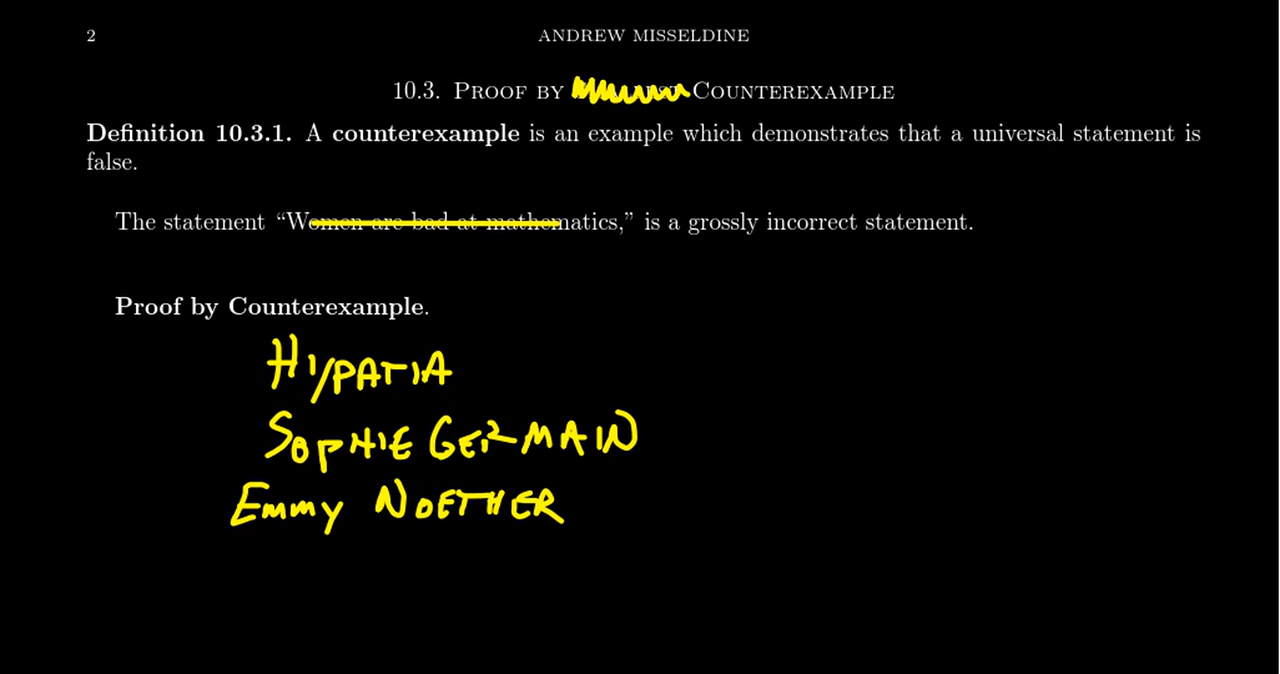 2
ANDREW MISSELDINE
10.3. PROOF BY COUNTEREXAMPLE
Definition 10.3.1. A counterexample is an example which demonstrates that a universal statement is
false.
The statement “Women are bad at mathematics,” is a grossly incorrect statement.
Proof by Counterexample.
HYPATIA
SOPHIE GERMAIN
Emmy NOETHER